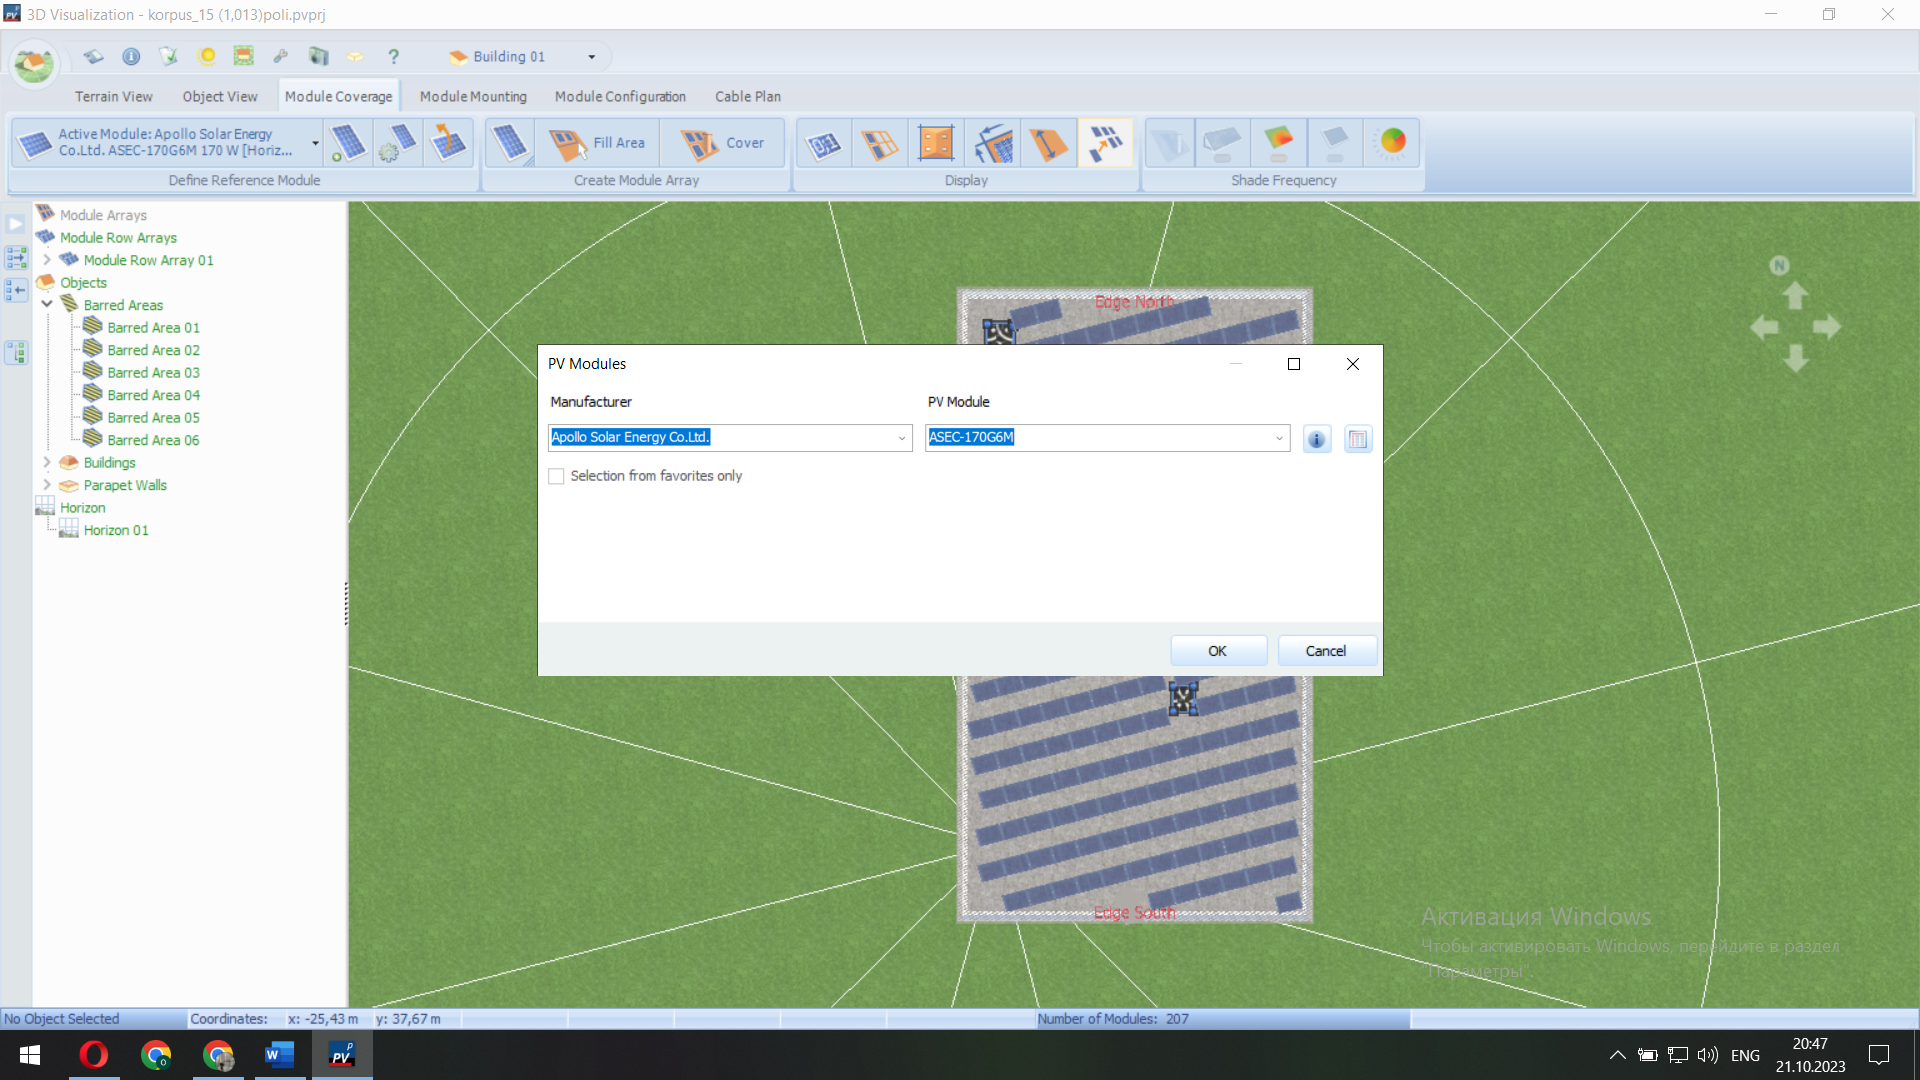 3D Visualization - korpus_15 (1,013)poli.pvprj
Building 01
Terrain View
Object View
Module Coverage
Module Mounting
Module Configuration
Cable Plan
Active Module: Apollo Solar Energy
Co.Ltd. ASEC-170G6M 170 W [Horiz...
Fill Area
Cover
Define Reference Module
Create Module Array
Display
Shade Frequency
Module Arrays
Module Row Arrays
Module Row Array 01
Objects
Barred Areas
Barred Area 01
Barred Area 02
Barred Area 03
Barred Area 04
Barred Area 05
Barred Area 06
Buildings
Parapet Walls
Horizon
Horizon 01
N
Edge North
PV Modules
Manufacturer
PV Module
Apollo Solar Energy Co.Ltd.
ASEC-170G6M
Selection from favorites only
OK
Cancel
Edge South
Активация Windows
Чтобы активировать Windows, перейдите в раздел
"Параметры".
No Object Selected
Coordinates:
x: -25,43 m
y: 37,67 m
Number of Modules: 207
ENG
20:47
21.10.2023